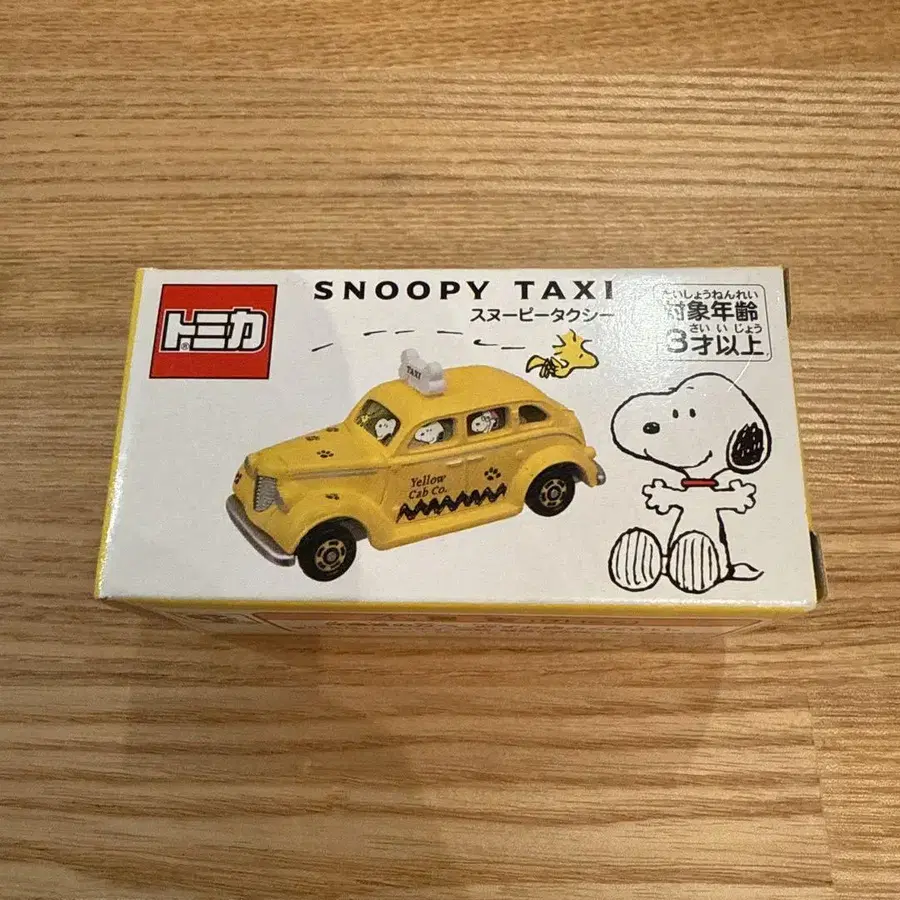 SNOOPY TAXI
スヌーピータクシー
トミカ
®
たいしょうねんれい
対象年齢
さい いじょう
3才以上
TAXI
Yellow
Cab Co.